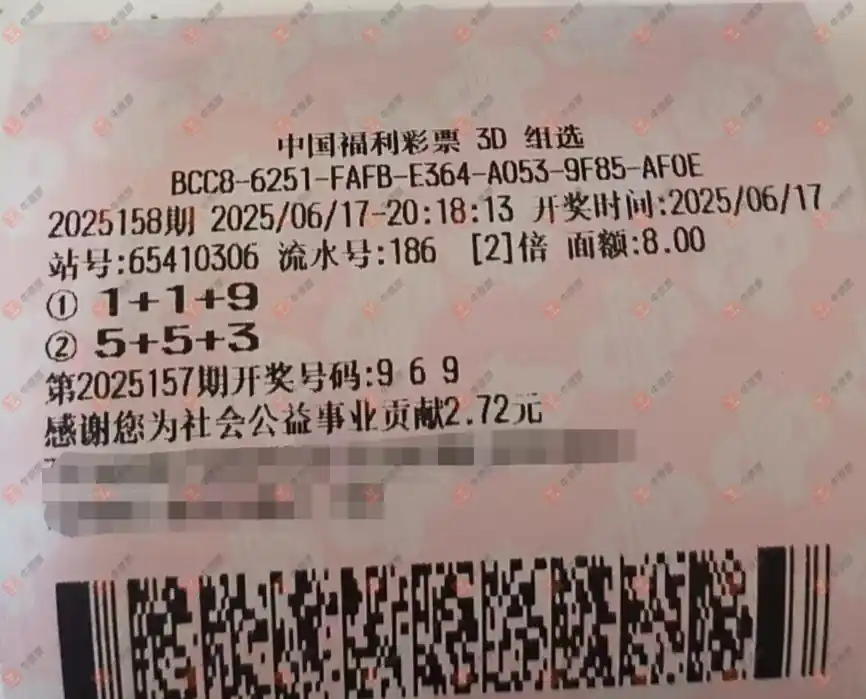 中国福利彩票 3D 组选
BCC8-6251-FAFB-E364-A053-9F85-AF0E
2025158期 2025/06/17-20:18:13 开奖时间:2025/06/17
站号:65410306 流水号:186 [2]倍 面额:8.00
① 1+1+9
② 5+5+3
第2025157期开奖号码:9 6 9
感谢您为社会公益事业贡献2.72元